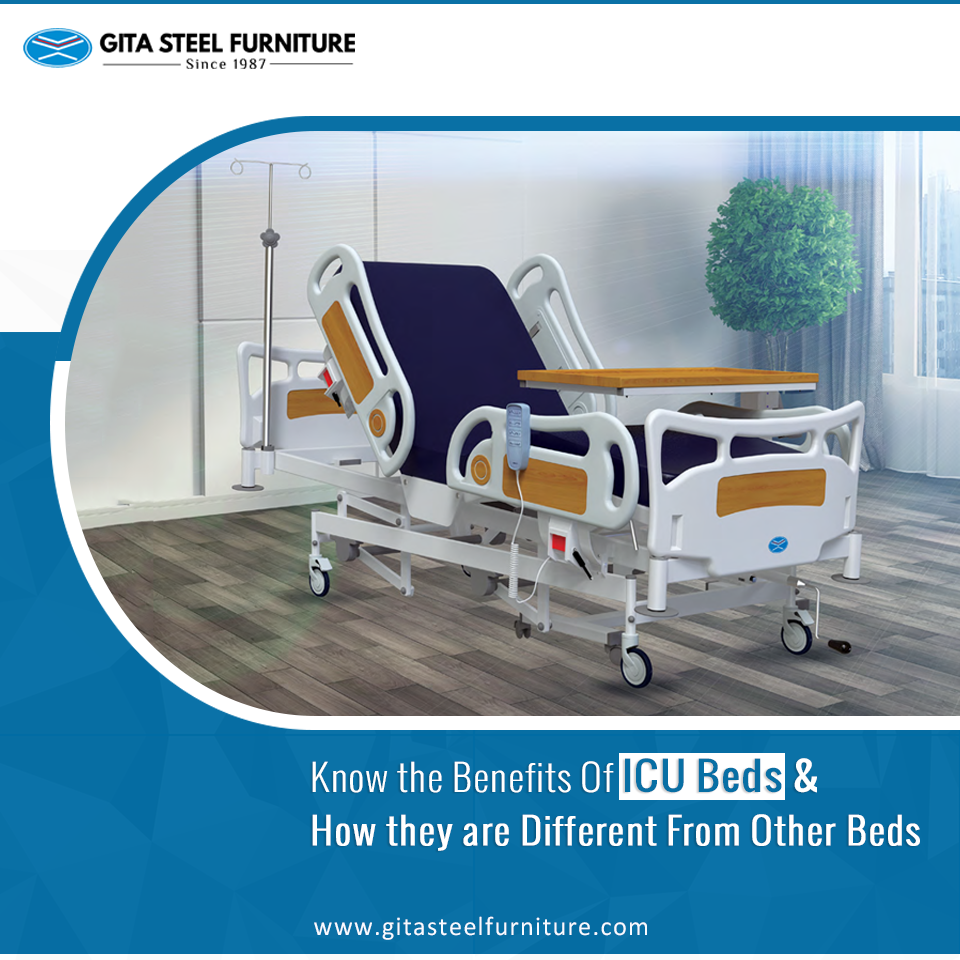 GITA STEEL FURNITURE
Since 1987
Know the Benefits Of ICU Beds &
How they are Different From Other Beds
www.gitasteelfurniture.com